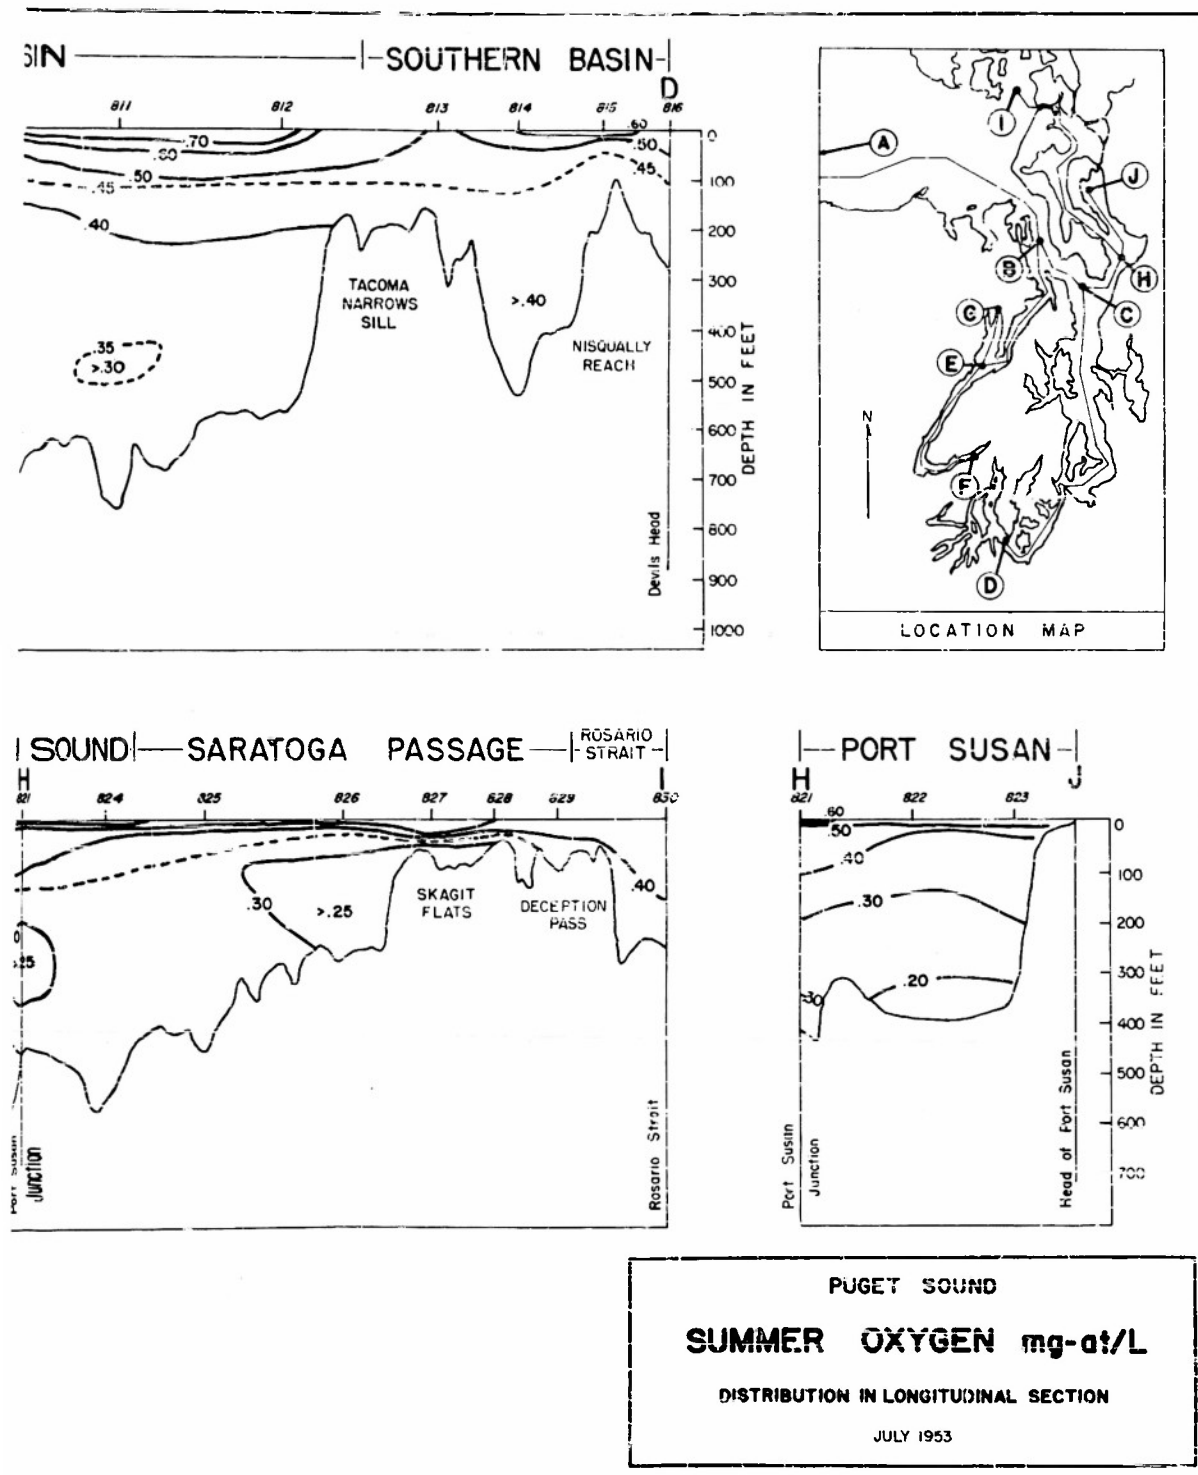 SIN
SOUTHERN BASIN
D
811 812 813 814 815 816
.70
.60
.50
.45
.40
.60
.50
.45
0
100
200
300
400
500
600
700
800
900
1000
DEPTH IN FEET
TACOMA
NARROWS
SILL
>.40
NISQUALLY
REACH
.35
>.30
Devils Head
I
A
J
B
H
C
G
E
N
F
D
LOCATION MAP
SOUND
SARATOGA PASSAGE
ROSARIO
STRAIT
H
I
821 824 825 826 827 828 829 830
.30
>.25
SKAGIT
FLATS
DECEPTION
PASS
.40
0
>.25
Port Susan
Junction
Rosario Strait
PORT SUSAN
H
J
821 822 823
.60
.50
.40
.30
.20
.30
0
100
200
300
400
500
600
700
DEPTH IN FEET
Port Susan
Junction
Head of Port Susan
PUGET SOUND
SUMMER OXYGEN mg-at/L
DISTRIBUTION IN LONGITUDINAL SECTION
JULY 1953